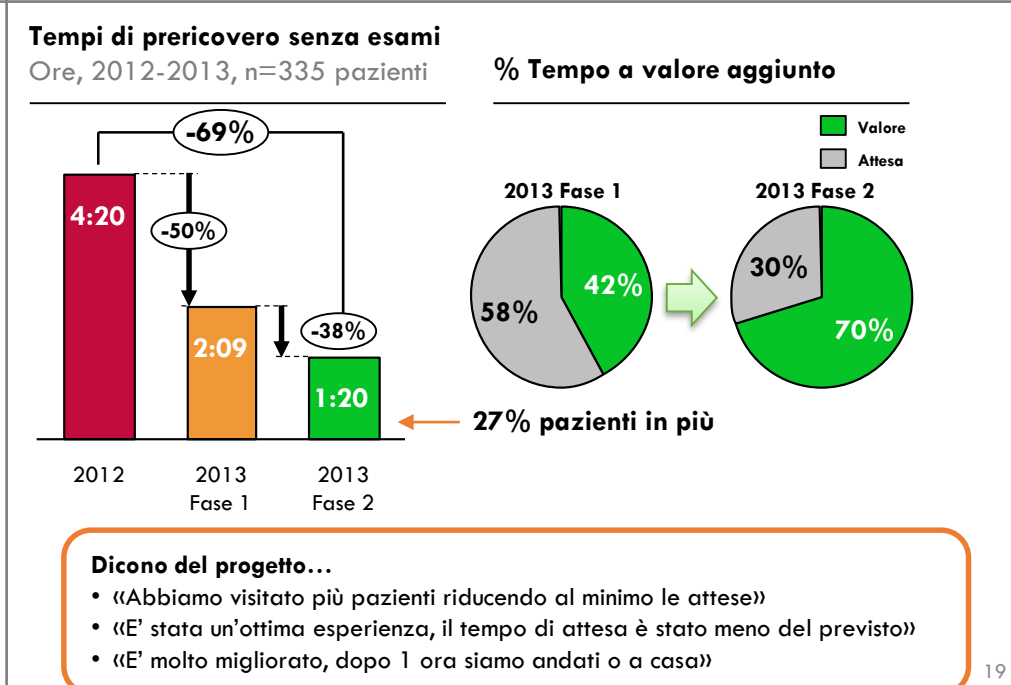 Tempi di prericovero senza esami
Ore, 2012-2013, n=335 pazienti
-69%
4:20
-50%
2:09
-38%
1:20
2012
2013
Fase 1
2013
Fase 2
% Tempo a valore aggiunto
Valore
Attesa
2013 Fase 1
42%
58%
2013 Fase 2
30%
70%
27% pazienti in più
Dicono del progetto…
• «Abbiamo visitato più pazienti riducendo al minimo le attese»
• «E' stata un'ottima esperienza, il tempo di attesa è stato meno del previsto»
• «E' molto migliorato, dopo 1 ora siamo andati o a casa»
19